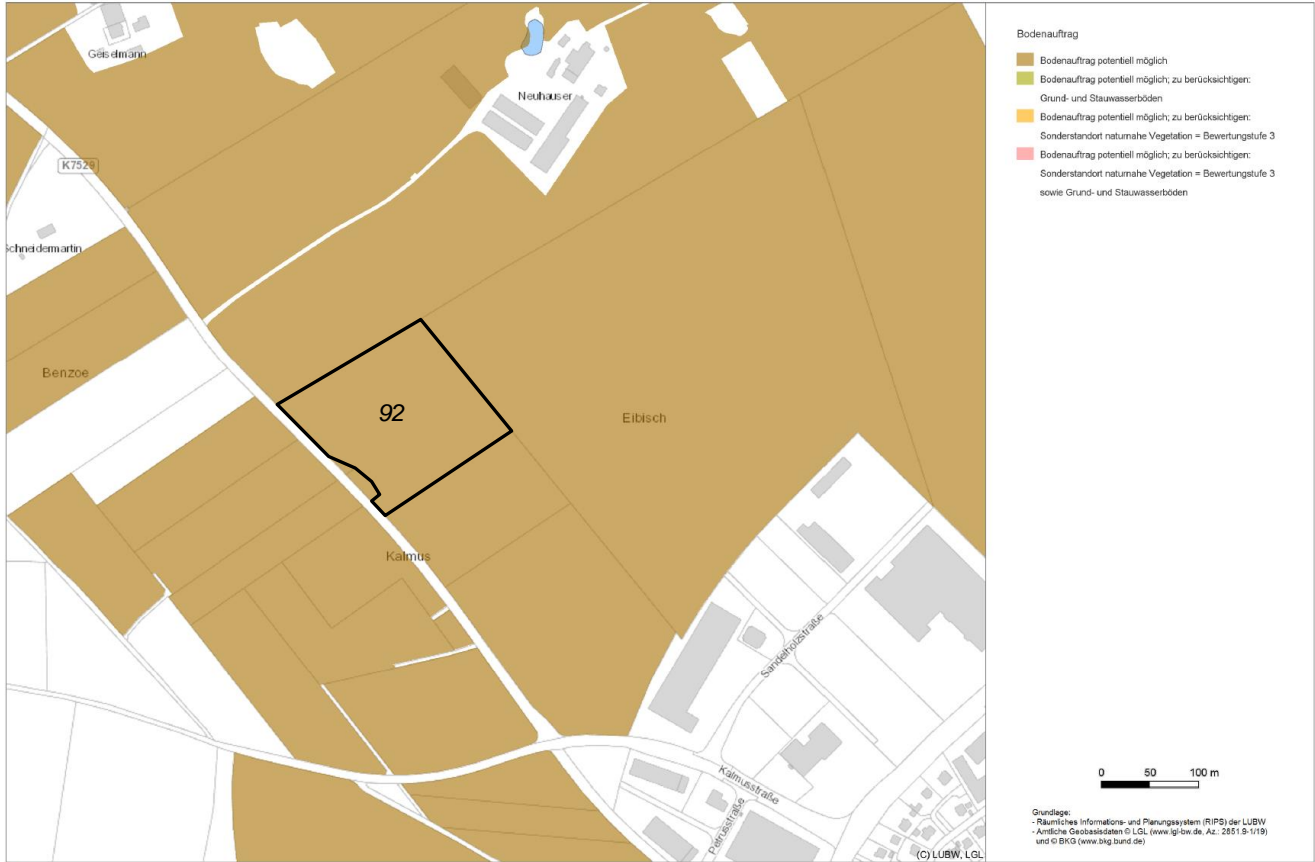 Geiselmann
Neuhauser
K7529
Schneidermartin
Benzoe
92
Eibisch
Kalmus
Sandelholzstraße
Kalmusstraße
Petrusstraße
(C) LUBW, LGL
Bodenauftrag
Bodenauftrag potentiell möglich
Bodenauftrag potentiell möglich; zu berücksichtigen:
Grund- und Stauwasserböden
Bodenauftrag potentiell möglich; zu berücksichtigen:
Sonderstandort naturnahe Vegetation = Bewertungstufe 3
Bodenauftrag potentiell möglich; zu berücksichtigen:
Sonderstandort naturnahe Vegetation = Bewertungstufe 3
sowie Grund- und Stauwasserböden
0 50 100 m
Grundlage:
- Räumliches Informations- und Planungssystem (RIPS) der LUBW
- Amtliche Geobasisdaten © LGL (www.lgl-bw.de, Az.: 2851.9-1/19)
und © BKG (www.bkg.bund.de)